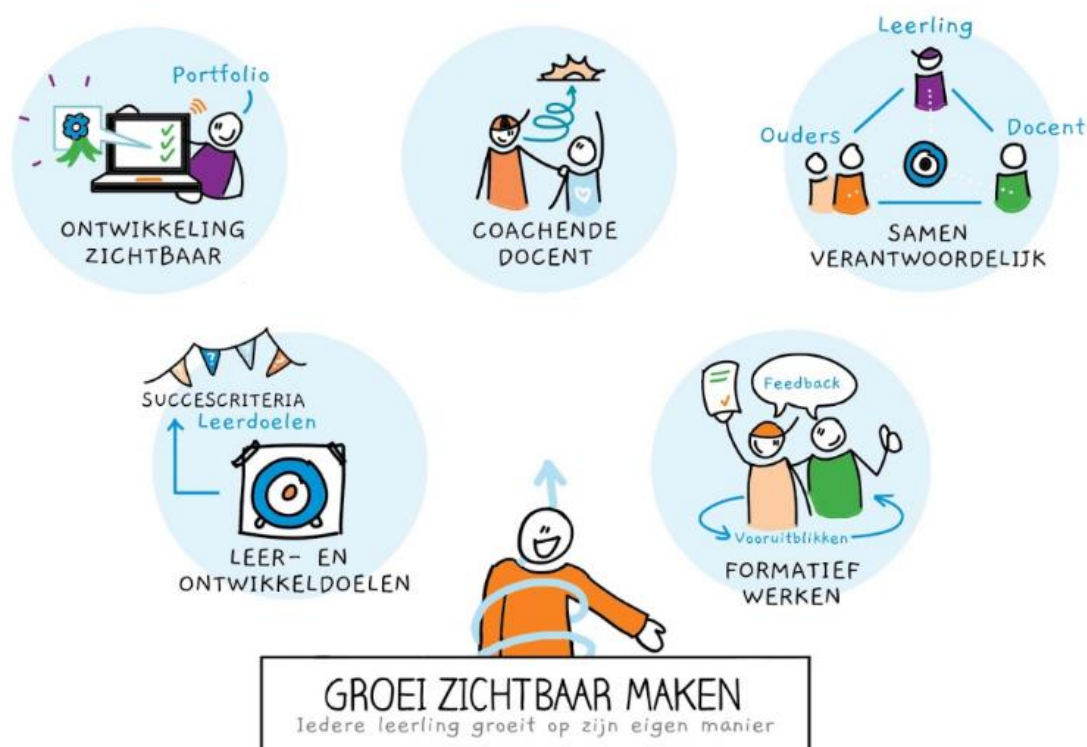 Portfolio
ONTWIKKELING
ZICHTBAAR
COACHENDE
DOCENT
Leerling
Ouders
Docent
SAMEN
VERANTWOORDELIJK
SUCCESCRITERIA
Leerdoelen
LEER- EN
ONTWIKKELDOELEN
Feedback
Vooruitblikken
FORMATIEF
WERKEN
GROEI ZICHTBAAR MAKEN
Iedere leerling groeit op zijn eigen manier